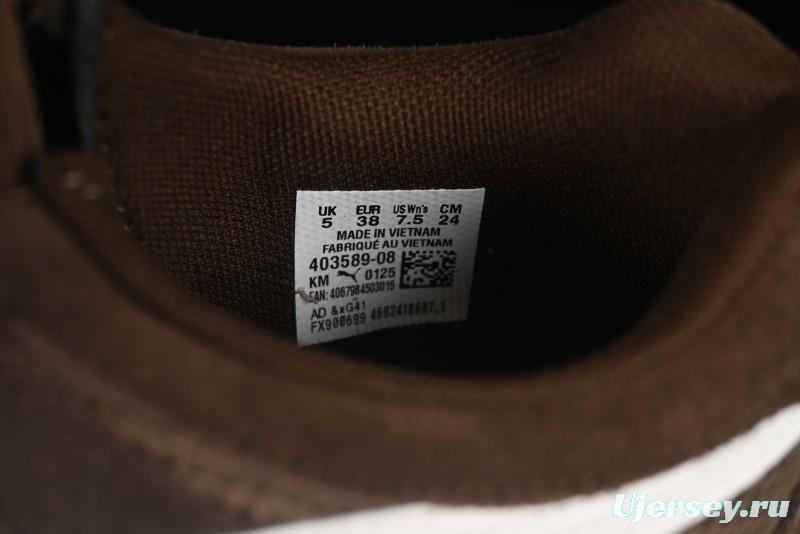 UK EUR US Wn's CM
5 38 7.5 24
MADE IN VIETNAM
FABRIQUÉ AU VIETNAM
403589-08
KM 0125
EAN: 4067984503015
AD &xG41
FX900699 4602418687_1
Ujersey.ru